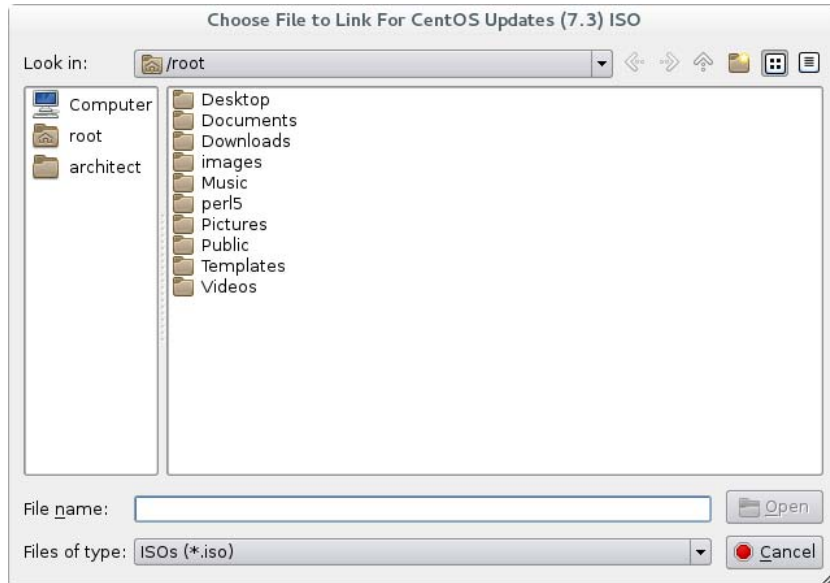 Choose File to Link For CentOS Updates (7.3) ISO
Look in:
/root
Computer
root
architect
Desktop
Documents
Downloads
images
Music
perl5
Pictures
Public
Templates
Videos
File name:
Open
Files of type:
ISOs (*.iso)
Cancel